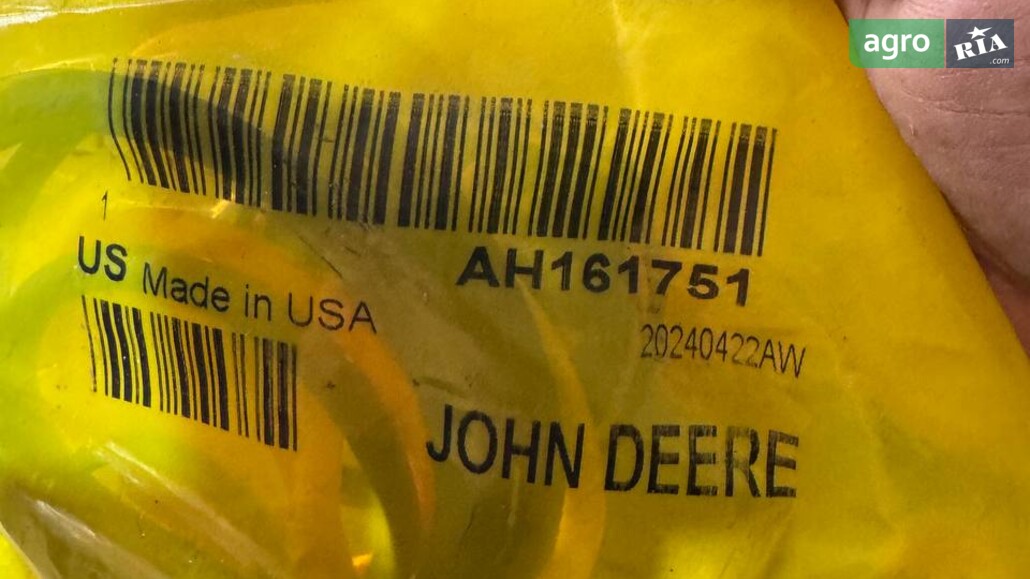 agro RIA
.com
1
US Made in USA
AH161751
20240422AW
JOHN DEERE